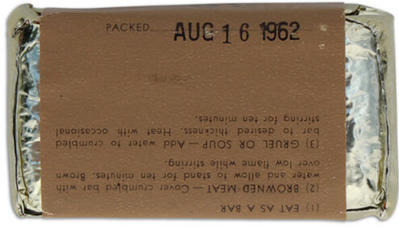 PACKED AUG 16 1962
(1) EAT AS A BAR
(2) BROWNED MEAT — Cover crumbled bar with
water and allow to stand for ten minutes. Brown
over low flame while stirring.
(3) GRUEL OR SOUP — Add water to crumbled
bar to desired thickness. Heat with occasional
stirring for ten minutes.